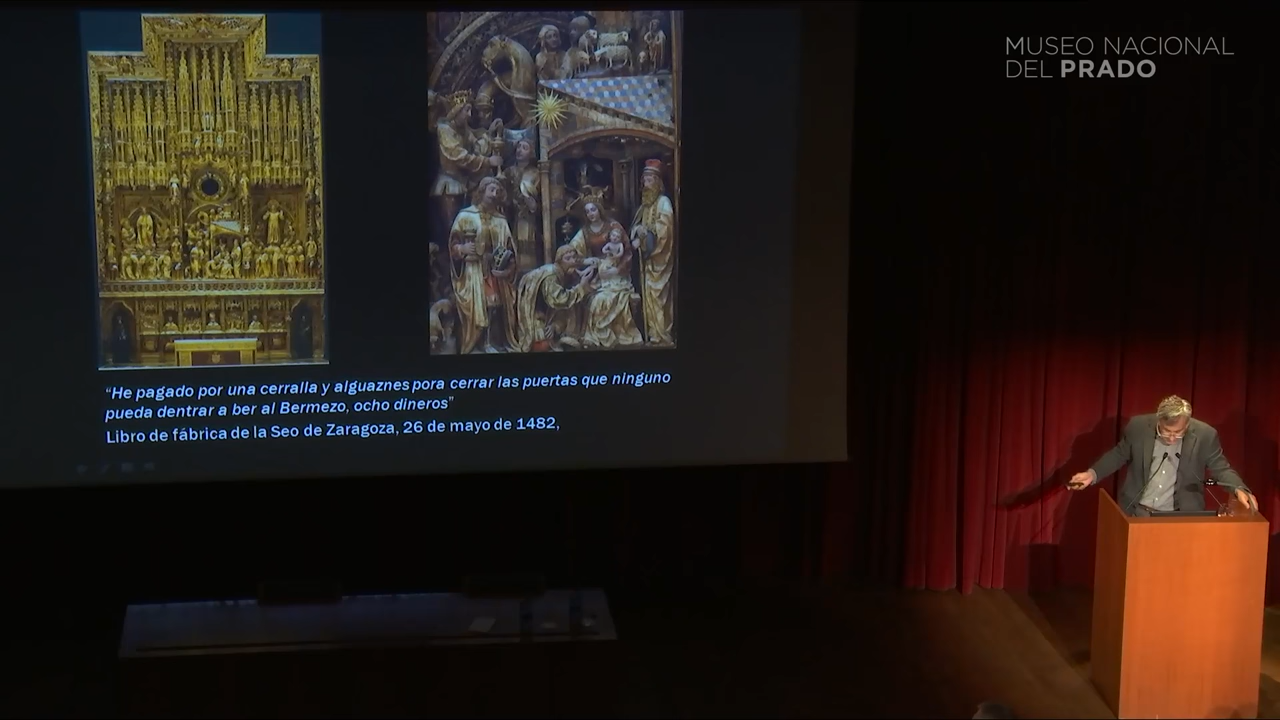 MUSEO NACIONAL
DEL PRADO
“He pagado por una cerralla y alguaznes pora cerrar las puertas que ninguno
pueda dentrar a ber al Bermezo, ocho dineros”
Libro de fábrica de la Seo de Zaragoza, 26 de mayo de 1482,